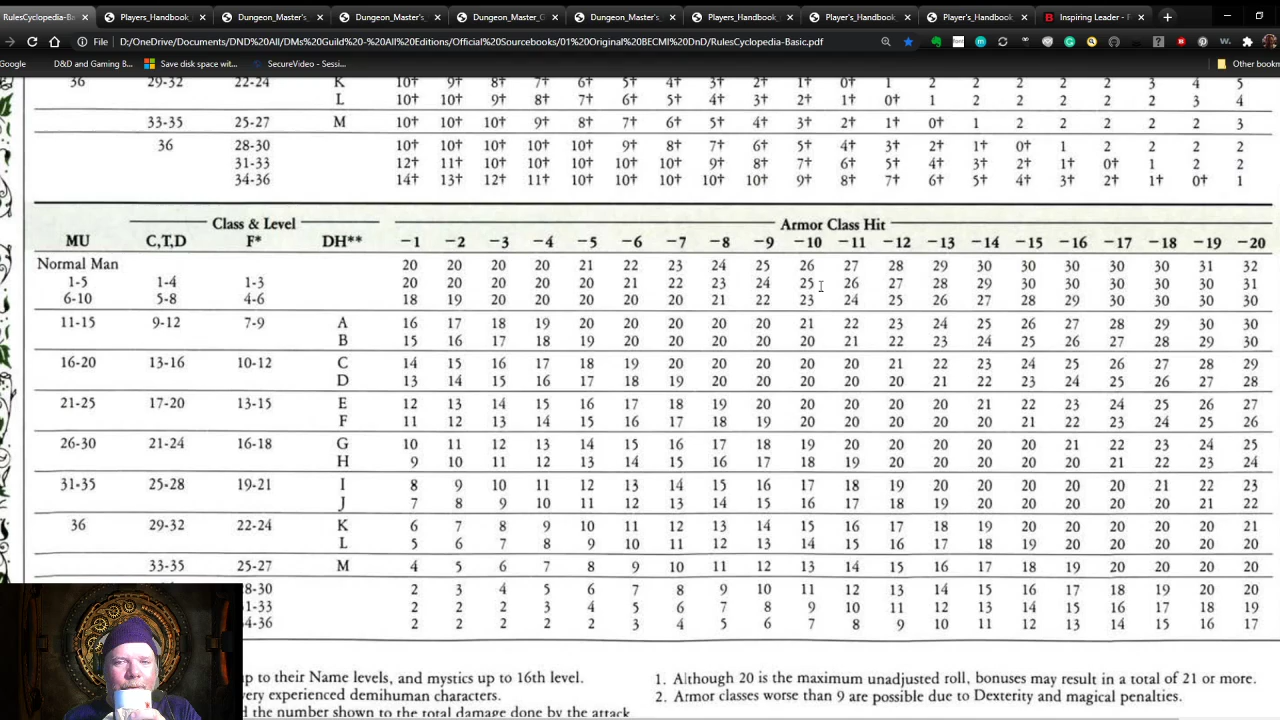 RulesCyclopedia-Ba Players_Handbook Dungeon_Master's_ Dungeon_Master's_ Dungeon_Master_G Dungeon_Master's_ Players_Handbook Player's_Handbook Player's_Handbook Inspiring Leader - F
File D:/OneDrive/Documents/DND%20All/DMs%20Guild%20-%20All%20Editions/Official%20Sourcebooks/01%20Original%20BECMI%20DnD/RulesCyclopedia-Basic.pdf
Google D&D and Gaming B... Save disk space wit... SecureVideo - Sessi... Other bookm
36 29-32 22-24 K 10† 9† 8† 7† 6† 5† 4† 3† 2† 1† 0† 1 2 2 2 2 2 3 4 5
L 10† 10† 9† 8† 7† 6† 5† 4† 3† 2† 1† 0† 1 2 2 2 2 2 3 4
33-35 25-27 M 10† 10† 10† 9† 8† 7† 6† 5† 4† 3† 2† 1† 0† 1 2 2 2 2 2 3
36 28-30 10† 10† 10† 10† 10† 9† 8† 7† 6† 5† 4† 3† 2† 1† 0† 1 2 2 2 2
31-33 12† 11† 10† 10† 10† 10† 10† 9† 8† 7† 6† 5† 4† 3† 2† 1† 0† 1 2 2
34-36 14† 13† 12† 11† 10† 10† 10† 10† 10† 9† 8† 7† 6† 5† 4† 3† 2† 1† 0† 1
Class & Level Armor Class Hit
MU C,T,D F* DH** −1 −2 −3 −4 −5 −6 −7 −8 −9 −10 −11 −12 −13 −14 −15 −16 −17 −18 −19 −20
Normal Man 20 20 20 20 21 22 23 24 25 26 27 28 29 30 30 30 30 30 31 32
1-5 1-4 1-3 20 20 20 20 20 21 22 23 24 25 26 27 28 29 30 30 30 30 30 31
6-10 5-8 4-6 18 19 20 20 20 20 20 21 22 23 24 25 26 27 28 29 30 30 30 30
11-15 9-12 7-9 A 16 17 18 19 20 20 20 20 20 21 22 23 24 25 26 27 28 29 30 30
B 15 16 17 18 19 20 20 20 20 20 21 22 23 24 25 26 27 28 29 30
16-20 13-16 10-12 C 14 15 16 17 18 19 20 20 20 20 20 21 22 23 24 25 26 27 28 29
D 13 14 15 16 17 18 19 20 20 20 20 20 21 22 23 24 25 26 27 28
21-25 17-20 13-15 E 12 13 14 15 16 17 18 19 20 20 20 20 20 21 22 23 24 25 26 27
F 11 12 13 14 15 16 17 18 19 20 20 20 20 20 21 22 23 24 25 26
26-30 21-24 16-18 G 10 11 12 13 14 15 16 17 18 19 20 20 20 20 20 21 22 23 24 25
H 9 10 11 12 13 14 15 16 17 18 19 20 20 20 20 20 21 22 23 24
31-35 25-28 19-21 I 8 9 10 11 12 13 14 15 16 17 18 19 20 20 20 20 20 21 22 23
J 7 8 9 10 11 12 13 14 15 16 17 18 19 20 20 20 20 20 21 22
36 29-32 22-24 K 6 7 8 9 10 11 12 13 14 15 16 17 18 19 20 20 20 20 20 21
L 5 6 7 8 9 10 11 12 13 14 15 16 17 18 19 20 20 20 20 20
33-35 25-27 M 4 5 6 7 8 9 10 11 12 13 14 15 16 17 18 19 20 20 20 20
8-30 2 3 4 5 6 7 8 9 10 11 12 13 14 15 16 17 18 19 20 20
1-33 2 2 2 3 4 5 6 7 8 9 10 11 12 13 14 15 16 17 18 19
4-36 2 2 2 2 2 3 4 5 6 7 8 9 10 11 12 13 14 15 16 17
p to their Name levels, and mystics up to 16th level.
very experienced demihuman characters.
d the number shown to the total damage done by the attack
1. Although 20 is the maximum unadjusted roll, bonuses may result in a total of 21 or more.
2. Armor classes worse than 9 are possible due to Dexterity and magical penalties.